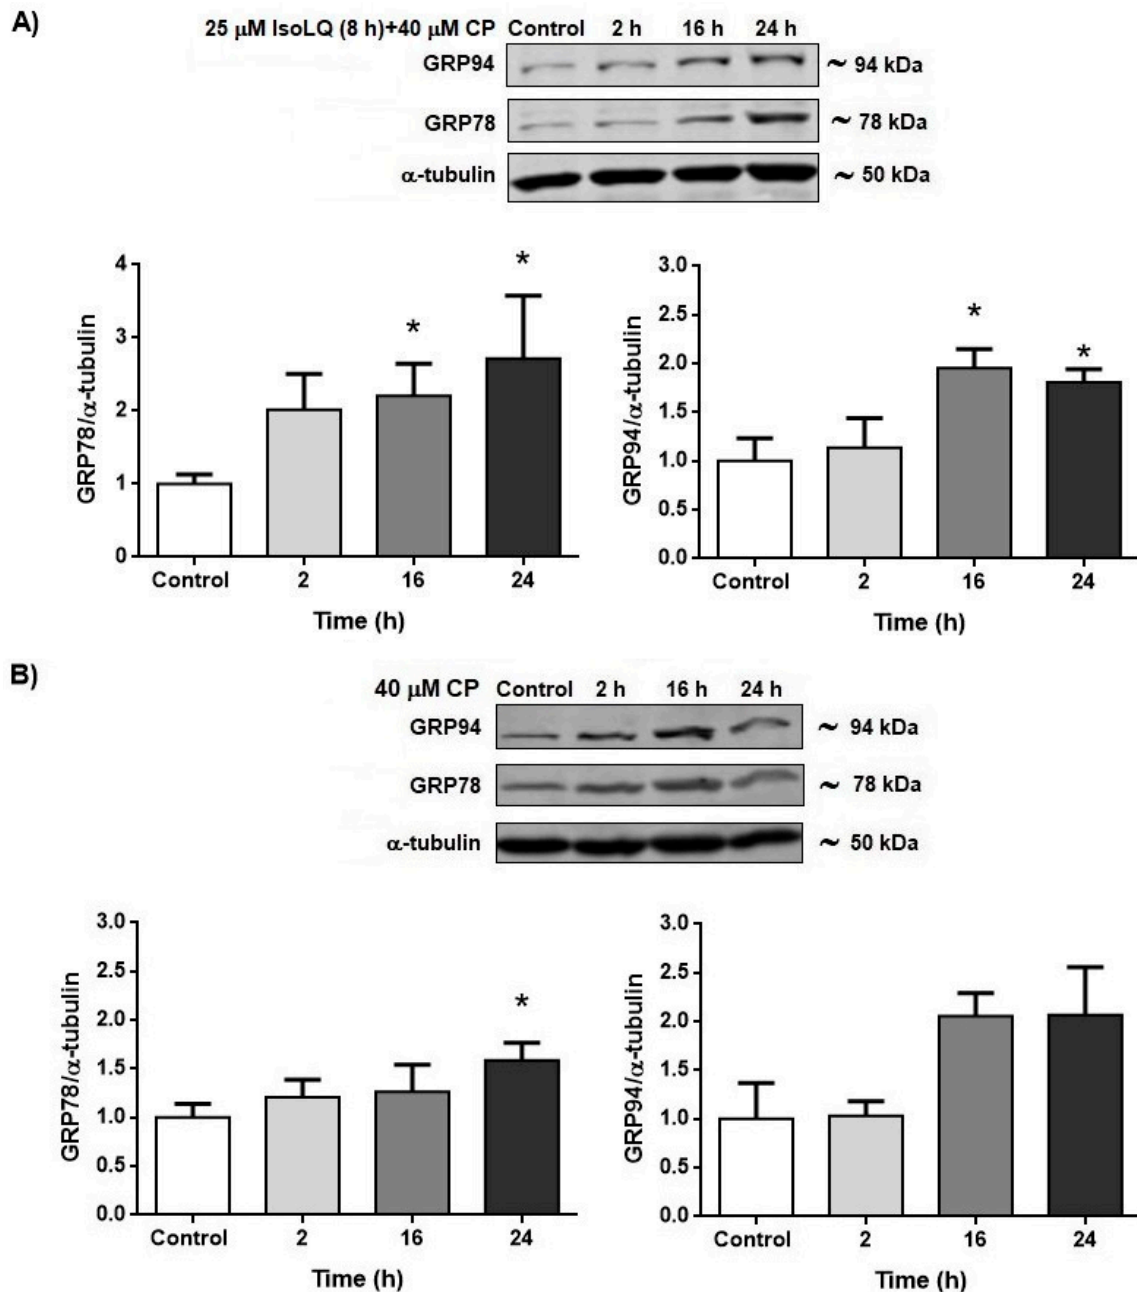 A)
25 μM IsoLQ (8 h)+40 μM CP Control 2 h 16 h 24 h
GRP94 ~ 94 kDa
GRP78 ~ 78 kDa
α-tubulin ~ 50 kDa
GRP78/α-tubulin
4
3
2
1
0
* *
Control 2 16 24
Time (h)
GRP94/α-tubulin
3.0
2.5
2.0
1.5
1.0
0.5
0.0
* *
Control 2 16 24
Time (h)
B)
40 μM CP Control 2 h 16 h 24 h
GRP94 ~ 94 kDa
GRP78 ~ 78 kDa
α-tubulin ~ 50 kDa
GRP78/α-tubulin
3.0
2.5
2.0
1.5
1.0
0.5
0.0
*
Control 2 16 24
Time (h)
GRP94/α-tubulin
3.0
2.5
2.0
1.5
1.0
0.5
0.0
Control 2 16 24
Time (h)